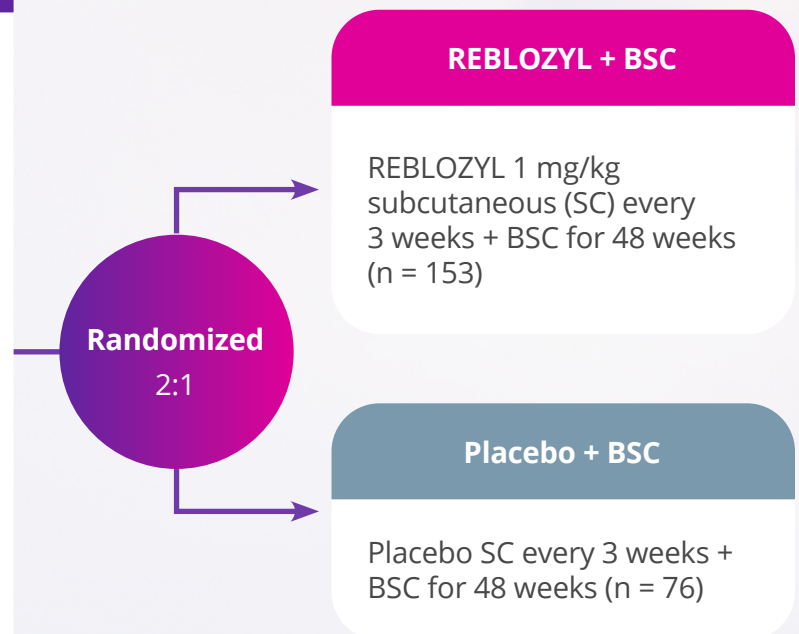 REBLOZYL + BSC
REBLOZYL 1 mg/kg
subcutaneous (SC) every
3 weeks + BSC for 48 weeks
(n = 153)
Randomized
2:1
Placebo + BSC
Placebo SC every 3 weeks +
BSC for 48 weeks (n = 76)